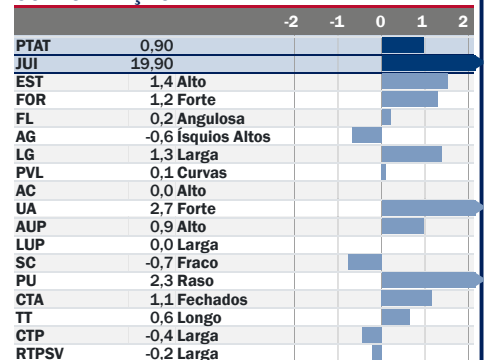 -2 -1 0 1 2
PTAT 0,90
JUI 19,90
EST 1,4 Alto
FOR 1,2 Forte
FL 0,2 Angulosa
AG -0,6 Ísquios Altos
LG 1,3 Larga
PVL 0,1 Curvas
AC 0,0 Alto
UA 2,7 Forte
AUP 0,9 Alto
LUP 0,0 Larga
SC -0,7 Fraco
PU 2,3 Raso
CTA 1,1 Fechados
TT 0,6 Longo
CTP -0,4 Larga
RTPSV -0,2 Larga